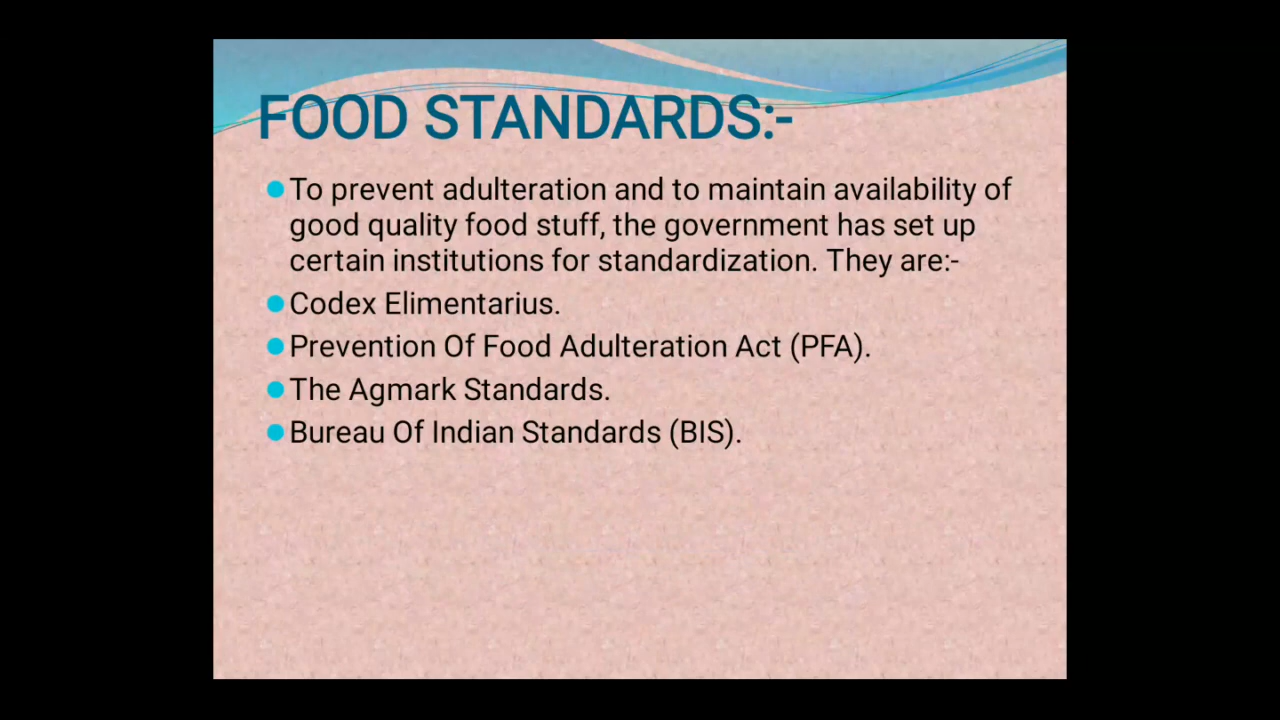 FOOD STANDARDS:-
To prevent adulteration and to maintain availability of
good quality food stuff, the government has set up
certain institutions for standardization. They are:-
Codex Elimentarius.
Prevention Of Food Adulteration Act (PFA).
The Agmark Standards.
Bureau Of Indian Standards (BIS).